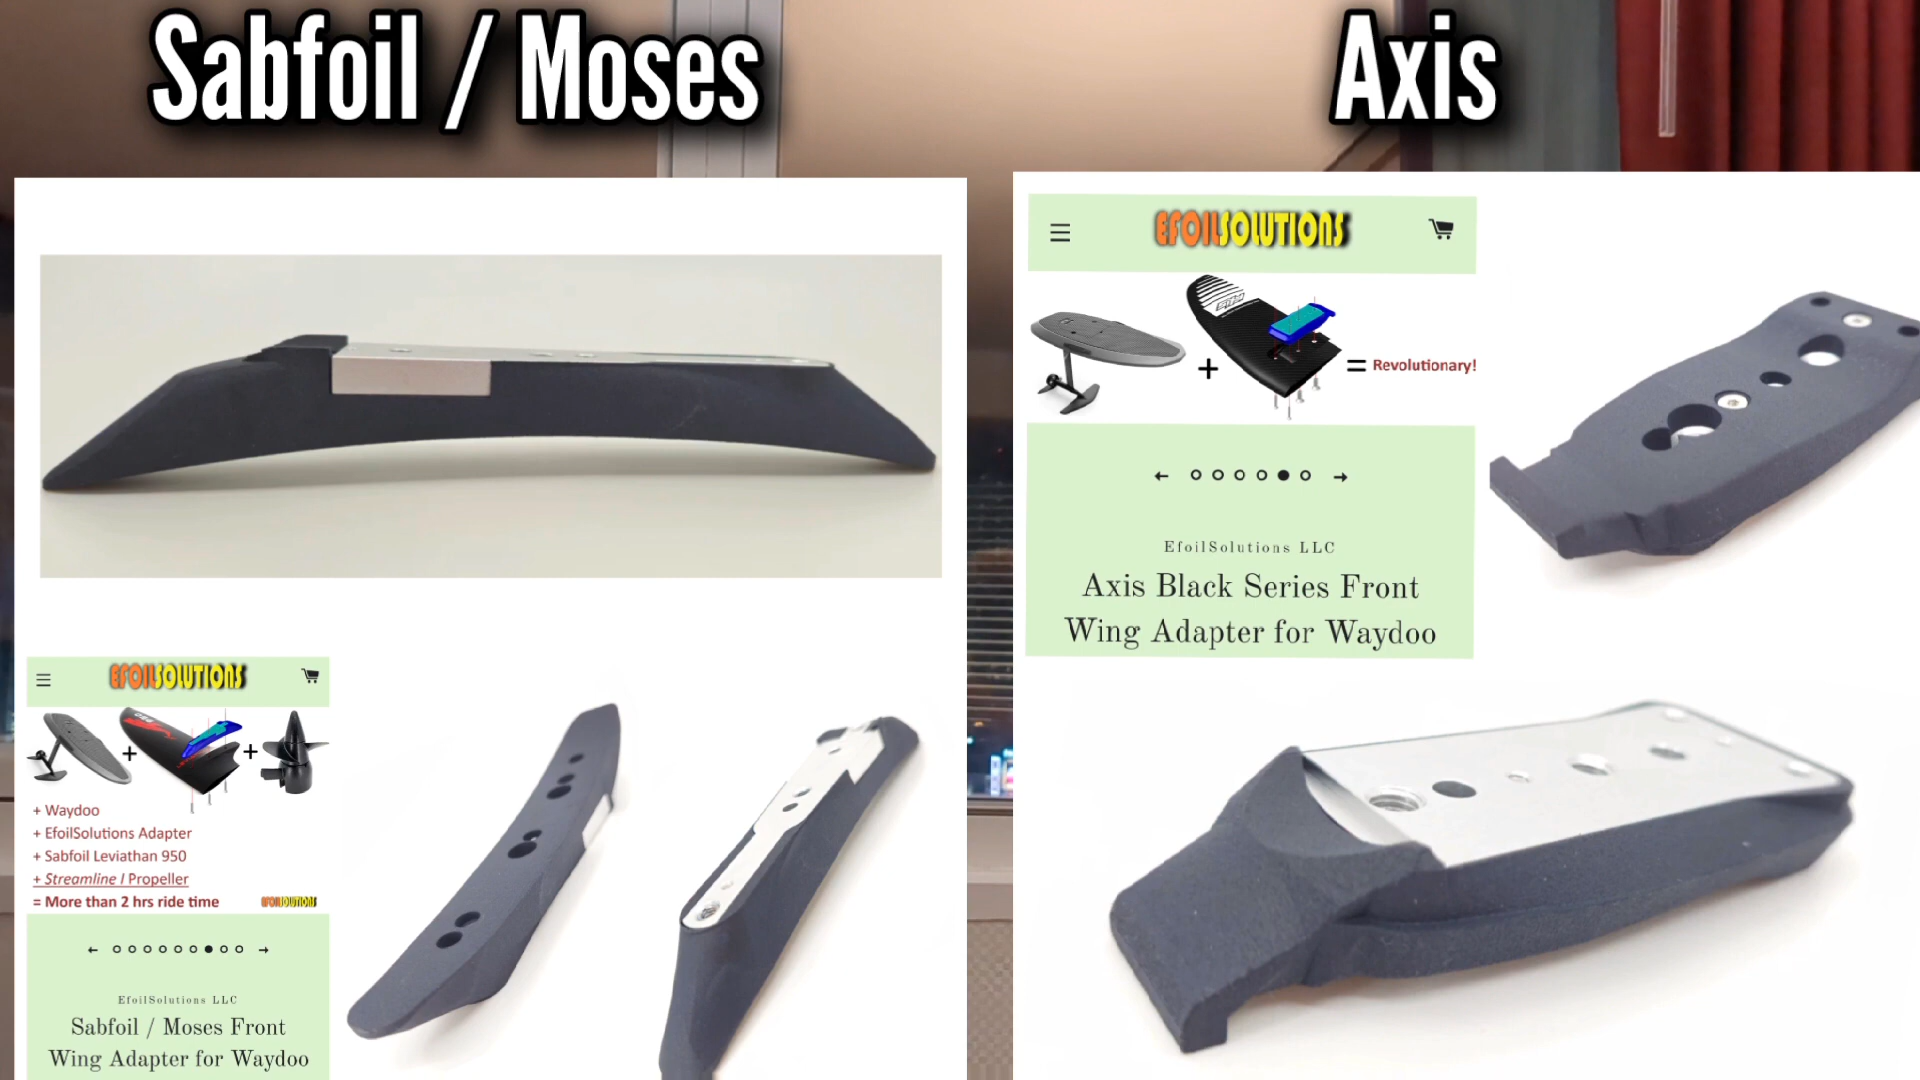 Sabfoil / Moses
Axis
EFOILSOLUTIONS
+
=
Revolutionary!
EfoilSolutions LLC
Axis Black Series Front
Wing Adapter for Waydoo
EFOILSOLUTIONS
+
+
+ Waydoo
+ EfoilSolutions Adapter
+ Sabfoil Leviathan 950
+ Streamline I Propeller
= More than 2 hrs ride time
EFOILSOLUTIONS
EfoilSolutions LLC
Sabfoil / Moses Front
Wing Adapter for Waydoo